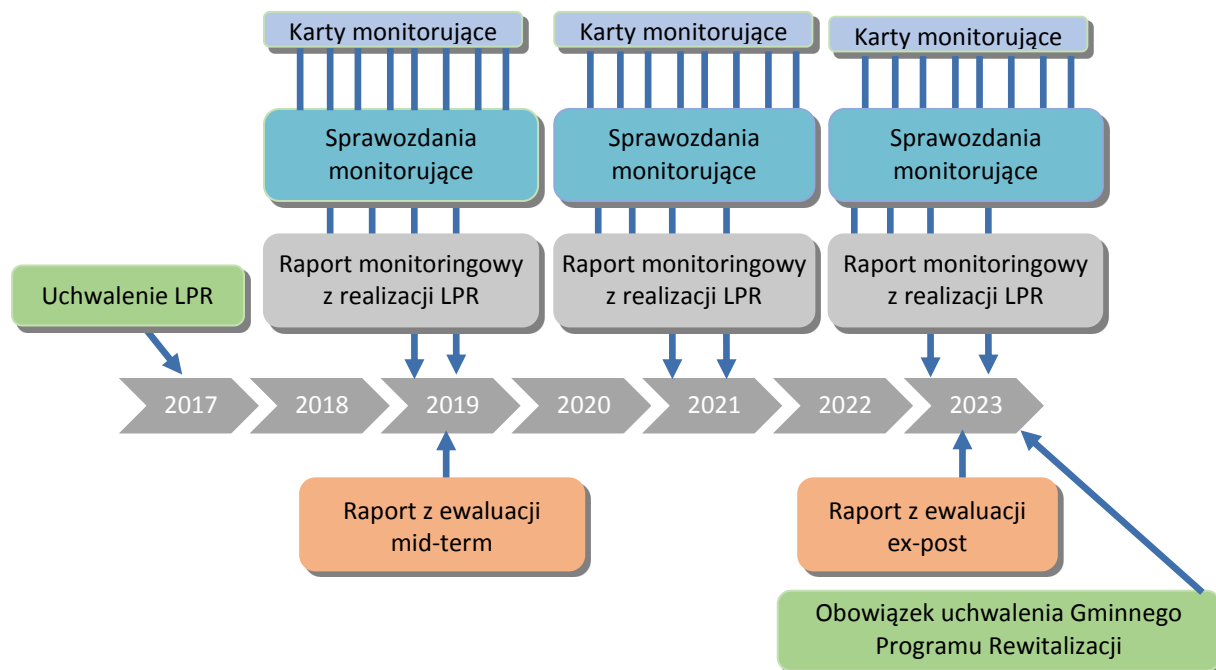 Karty monitorujące
Karty monitorujące
Karty monitorujące
Sprawozdania
monitorujące
Sprawozdania
monitorujące
Sprawozdania
monitorujące
Raport monitoringowy
z realizacji LPR
Raport monitoringowy
z realizacji LPR
Raport monitoringowy
z realizacji LPR
Uchwalenie LPR
2017
2018
2019
2020
2021
2022
2023
Raport z ewaluacji
mid-term
Raport z ewaluacji
ex-post
Obowiązek uchwalenia Gminnego
Programu Rewitalizacji